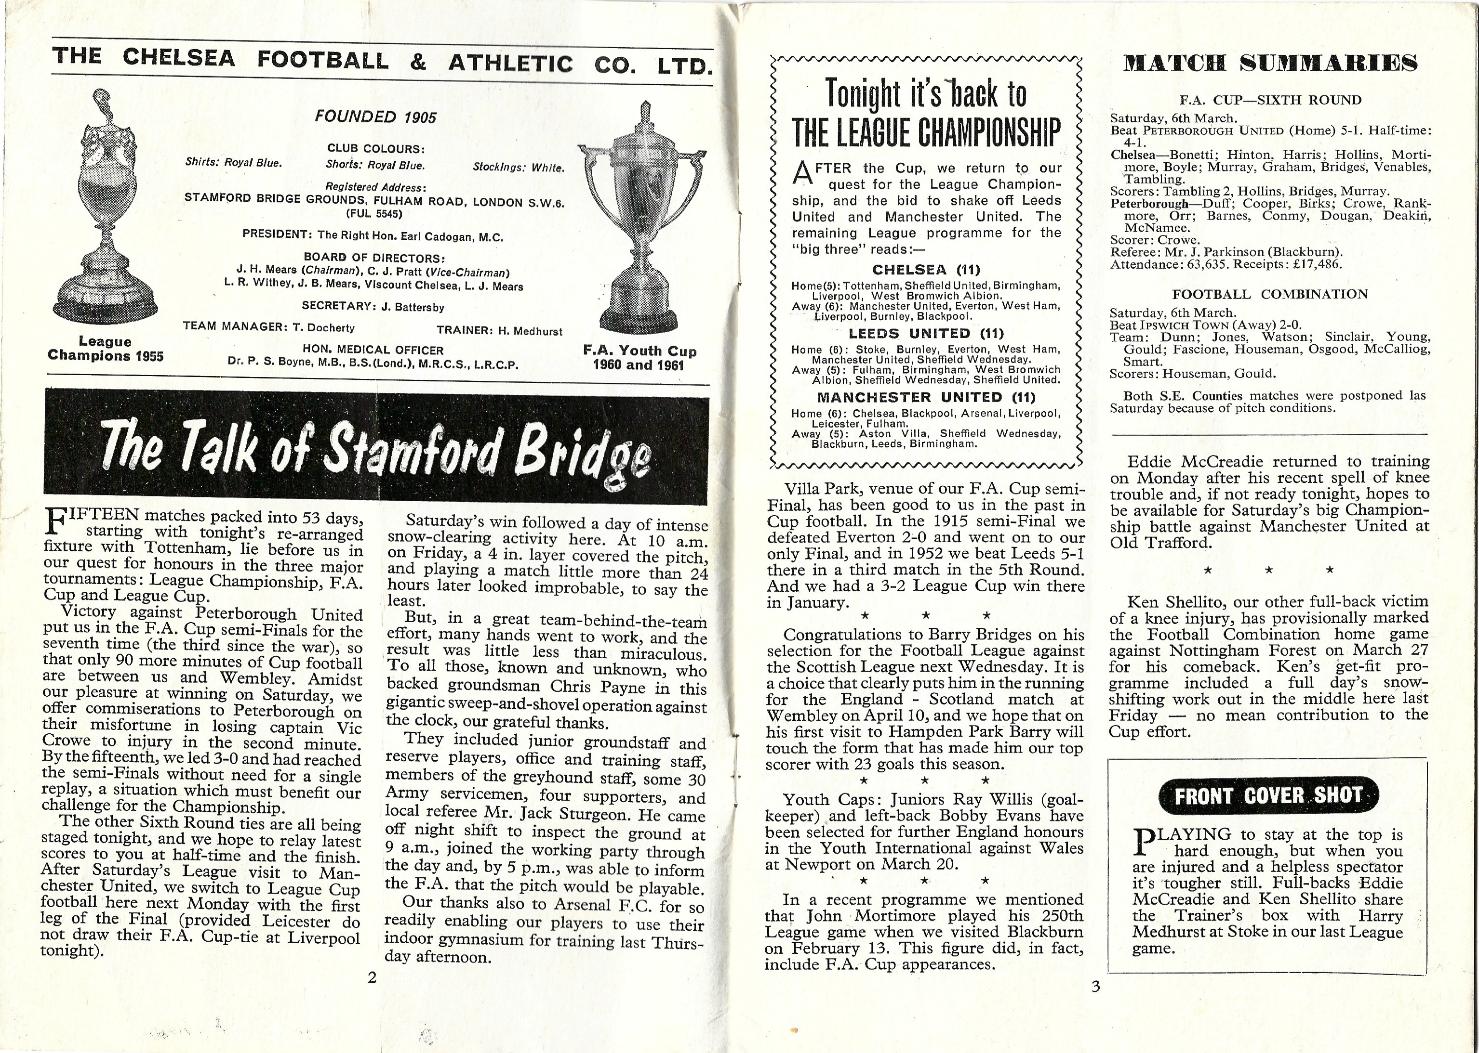 THE CHELSEA FOOTBALL & ATHLETIC CO. LTD.
FOUNDED 1905
CLUB COLOURS:
Shirts: Royal Blue. Shorts: Royal Blue. Stockings: White.
Registered Address:
STAMFORD BRIDGE GROUNDS, FULHAM ROAD, LONDON S.W.6.
(FUL 5545)
PRESIDENT: The Right Hon. Earl Cadogan, M.C.
BOARD OF DIRECTORS:
J. H. Mears (Chairman), C. J. Pratt (Vice-Chairman)
L. R. Withey, J. B. Mears, Viscount Chelsea, L. J. Mears
SECRETARY: J. Battersby
TEAM MANAGER: T. Docherty TRAINER: H. Medhurst
HON. MEDICAL OFFICER
Dr. P. S. Boyne, M.B., B.S.(Lond.), M.R.C.S., L.R.C.P.
League
Champions 1955
F.A. Youth Cup
1960 and 1961
The Talk of Stamford Bridge
FIFTEEN matches packed into 53 days,
starting with tonight's re-arranged
fixture with Tottenham, lie before us in
our quest for honours in the three major
tournaments: League Championship, F.A.
Cup and League Cup.
Victory against Peterborough United
put us in the F.A. Cup semi-Finals for the
seventh time (the third since the war), so
that only 90 more minutes of Cup football
are between us and Wembley. Amidst
our pleasure at winning on Saturday, we
offer commiserations to Peterborough on
their misfortune in losing captain Vic
Crowe to injury in the second minute.
By the fifteenth, we led 3-0 and had reached
the semi-Finals without need for a single
replay, a situation which must benefit our
challenge for the Championship.
The other Sixth Round ties are all being
staged tonight, and we hope to relay latest
scores to you at half-time and the finish.
After Saturday's League visit to Man-
chester United, we switch to League Cup
football here next Monday with the first
leg of the Final (provided Leicester do
not draw their F.A. Cup-tie at Liverpool
tonight).
Saturday's win followed a day of intense
snow-clearing activity here. At 10 a.m.
on Friday, a 4 in. layer covered the pitch,
and playing a match little more than 24
hours later looked improbable, to say the
least.
But, in a great team-behind-the-team
effort, many hands went to work, and the
result was little less than miraculous.
To all those, known and unknown, who
backed groundsman Chris Payne in this
gigantic sweep-and-shovel operation against
the clock, our grateful thanks.
They included junior groundstaff and
reserve players, office and training staff,
members of the greyhound staff, some 30
Army servicemen, four supporters, and
local referee Mr. Jack Sturgeon. He came
off night shift to inspect the ground at
9 a.m., joined the working party through
the day and, by 5 p.m., was able to inform
the F.A. that the pitch would be playable.
Our thanks also to Arsenal F.C. for so
readily enabling our players to use their
indoor gymnasium for training last Thurs-
day afternoon.
2
Tonight it's back to
THE LEAGUE CHAMPIONSHIP
AFTER the Cup, we return to our
quest for the League Champion-
ship, and the bid to shake off Leeds
United and Manchester United. The
remaining League programme for the
"big three" reads:—
CHELSEA (11)
Home(5): Tottenham, Sheffield United, Birmingham,
Liverpool, West Bromwich Albion.
Away (6): Manchester United, Everton, West Ham,
Liverpool, Burnley, Blackpool.
LEEDS UNITED (11)
Home (6): Stoke, Burnley, Everton, West Ham,
Manchester United, Sheffield Wednesday.
Away (5): Fulham, Birmingham, West Bromwich
Albion, Sheffield Wednesday, Sheffield United.
MANCHESTER UNITED (11)
Home (6): Chelsea, Blackpool, Arsenal, Liverpool,
Leicester, Fulham.
Away (5): Aston Villa, Sheffield Wednesday,
Blackburn, Leeds, Birmingham.
Villa Park, venue of our F.A. Cup semi-
Final, has been good to us in the past in
Cup football. In the 1915 semi-Final we
defeated Everton 2-0 and went on to our
only Final, and in 1952 we beat Leeds 5-1
there in a third match in the 5th Round.
And we had a 3-2 League Cup win there
in January.
* * *
Congratulations to Barry Bridges on his
selection for the Football League against
the Scottish League next Wednesday. It is
a choice that clearly puts him in the running
for the England - Scotland match at
Wembley on April 10, and we hope that on
his first visit to Hampden Park Barry will
touch the form that has made him our top
scorer with 23 goals this season.
* * *
Youth Caps: Juniors Ray Willis (goal-
keeper) and left-back Bobby Evans have
been selected for further England honours
in the Youth International against Wales
at Newport on March 20.
* * *
In a recent programme we mentioned
that John Mortimore played his 250th
League game when we visited Blackburn
on February 13. This figure did, in fact,
include F.A. Cup appearances.
MATCH SUMMARIES
F.A. CUP—SIXTH ROUND
Saturday, 6th March.
Beat PETERBOROUGH UNITED (Home) 5-1. Half-time:
4-1.
Chelsea—Bonetti; Hinton, Harris; Hollins, Morti-
more, Boyle; Murray, Graham, Bridges, Venables,
Tambling.
Scorers: Tambling 2, Hollins, Bridges, Murray.
Peterborough—Duff; Cooper, Birks; Crowe, Rank-
more, Orr; Barnes, Conmy, Dougan, Deakin,
McNamee.
Scorer: Crowe.
Referee: Mr. J. Parkinson (Blackburn).
Attendance: 63,635. Receipts: £17,486.
FOOTBALL COMBINATION
Saturday, 6th March.
Beat IPSWICH TOWN (Away) 2-0.
Team: Dunn; Jones, Watson; Sinclair, Young,
Gould; Fascione, Houseman, Osgood, McCalliog,
Smart.
Scorers: Houseman, Gould.
Both S.E. Counties matches were postponed las
Saturday because of pitch conditions.
Eddie McCreadie returned to training
on Monday after his recent spell of knee
trouble and, if not ready tonight, hopes to
be available for Saturday's big Champion-
ship battle against Manchester United at
Old Trafford.
* * *
Ken Shellito, our other full-back victim
of a knee injury, has provisionally marked
the Football Combination home game
against Nottingham Forest on March 27
for his comeback. Ken's get-fit pro-
gramme included a full day's snow-
shifting work out in the middle here last
Friday — no mean contribution to the
Cup effort.
FRONT COVER SHOT
PLAYING to stay at the top is
hard enough, but when you
are injured and a helpless spectator
it's tougher still. Full-backs Eddie
McCreadie and Ken Shellito share
the Trainer's box with Harry
Medhurst at Stoke in our last League
game.
3